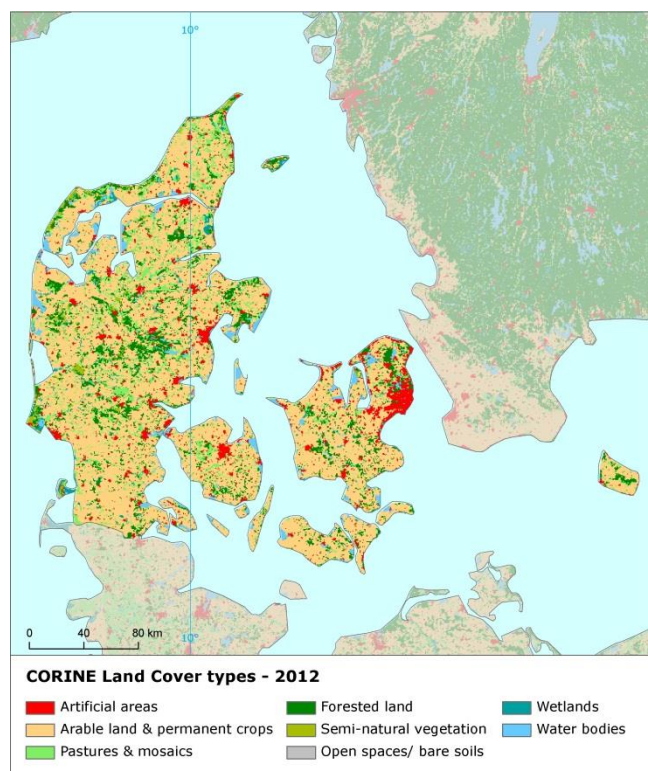 10°
0 40 80 km
10°
CORINE Land Cover types - 2012
Artificial areas
Forested land
Wetlands
Arable land & permanent crops
Semi-natural vegetation
Water bodies
Pastures & mosaics
Open spaces/ bare soils